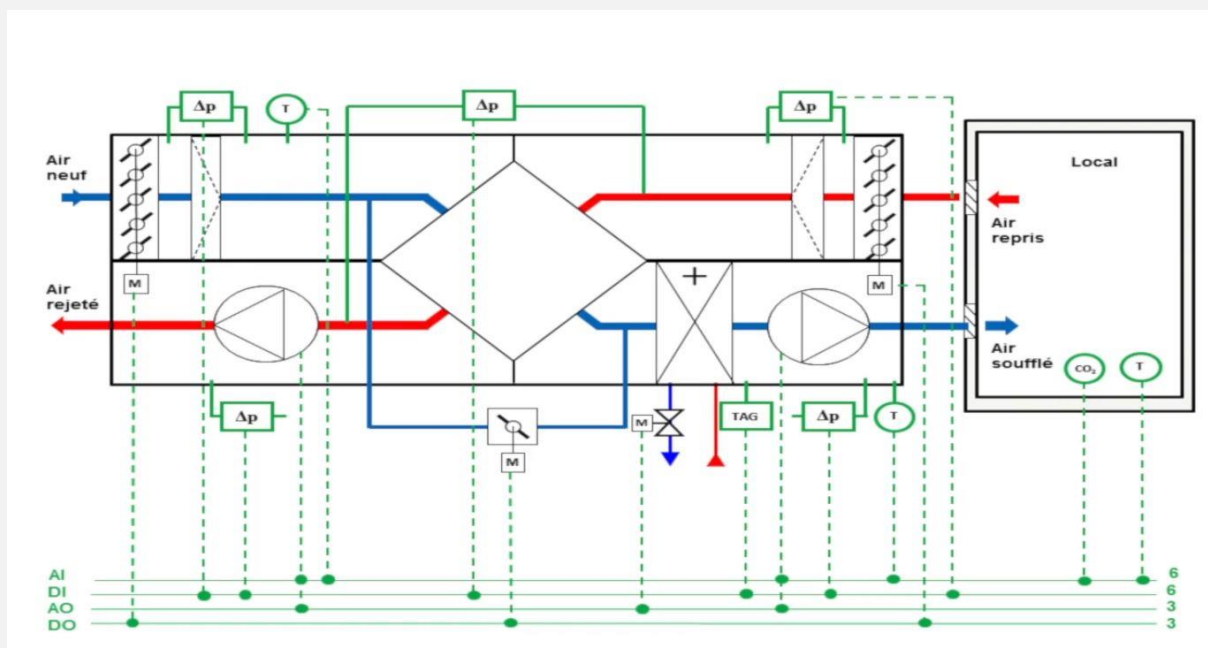 Δp
T
Δp
Δp
Air
neuf
Local
Air
repris
M
+
M
Air
rejeté
Air
soufflé
CO₂
T
Δp
M
TAG
Δp
T
M
AI 6
DI 6
AO 3
DO 3